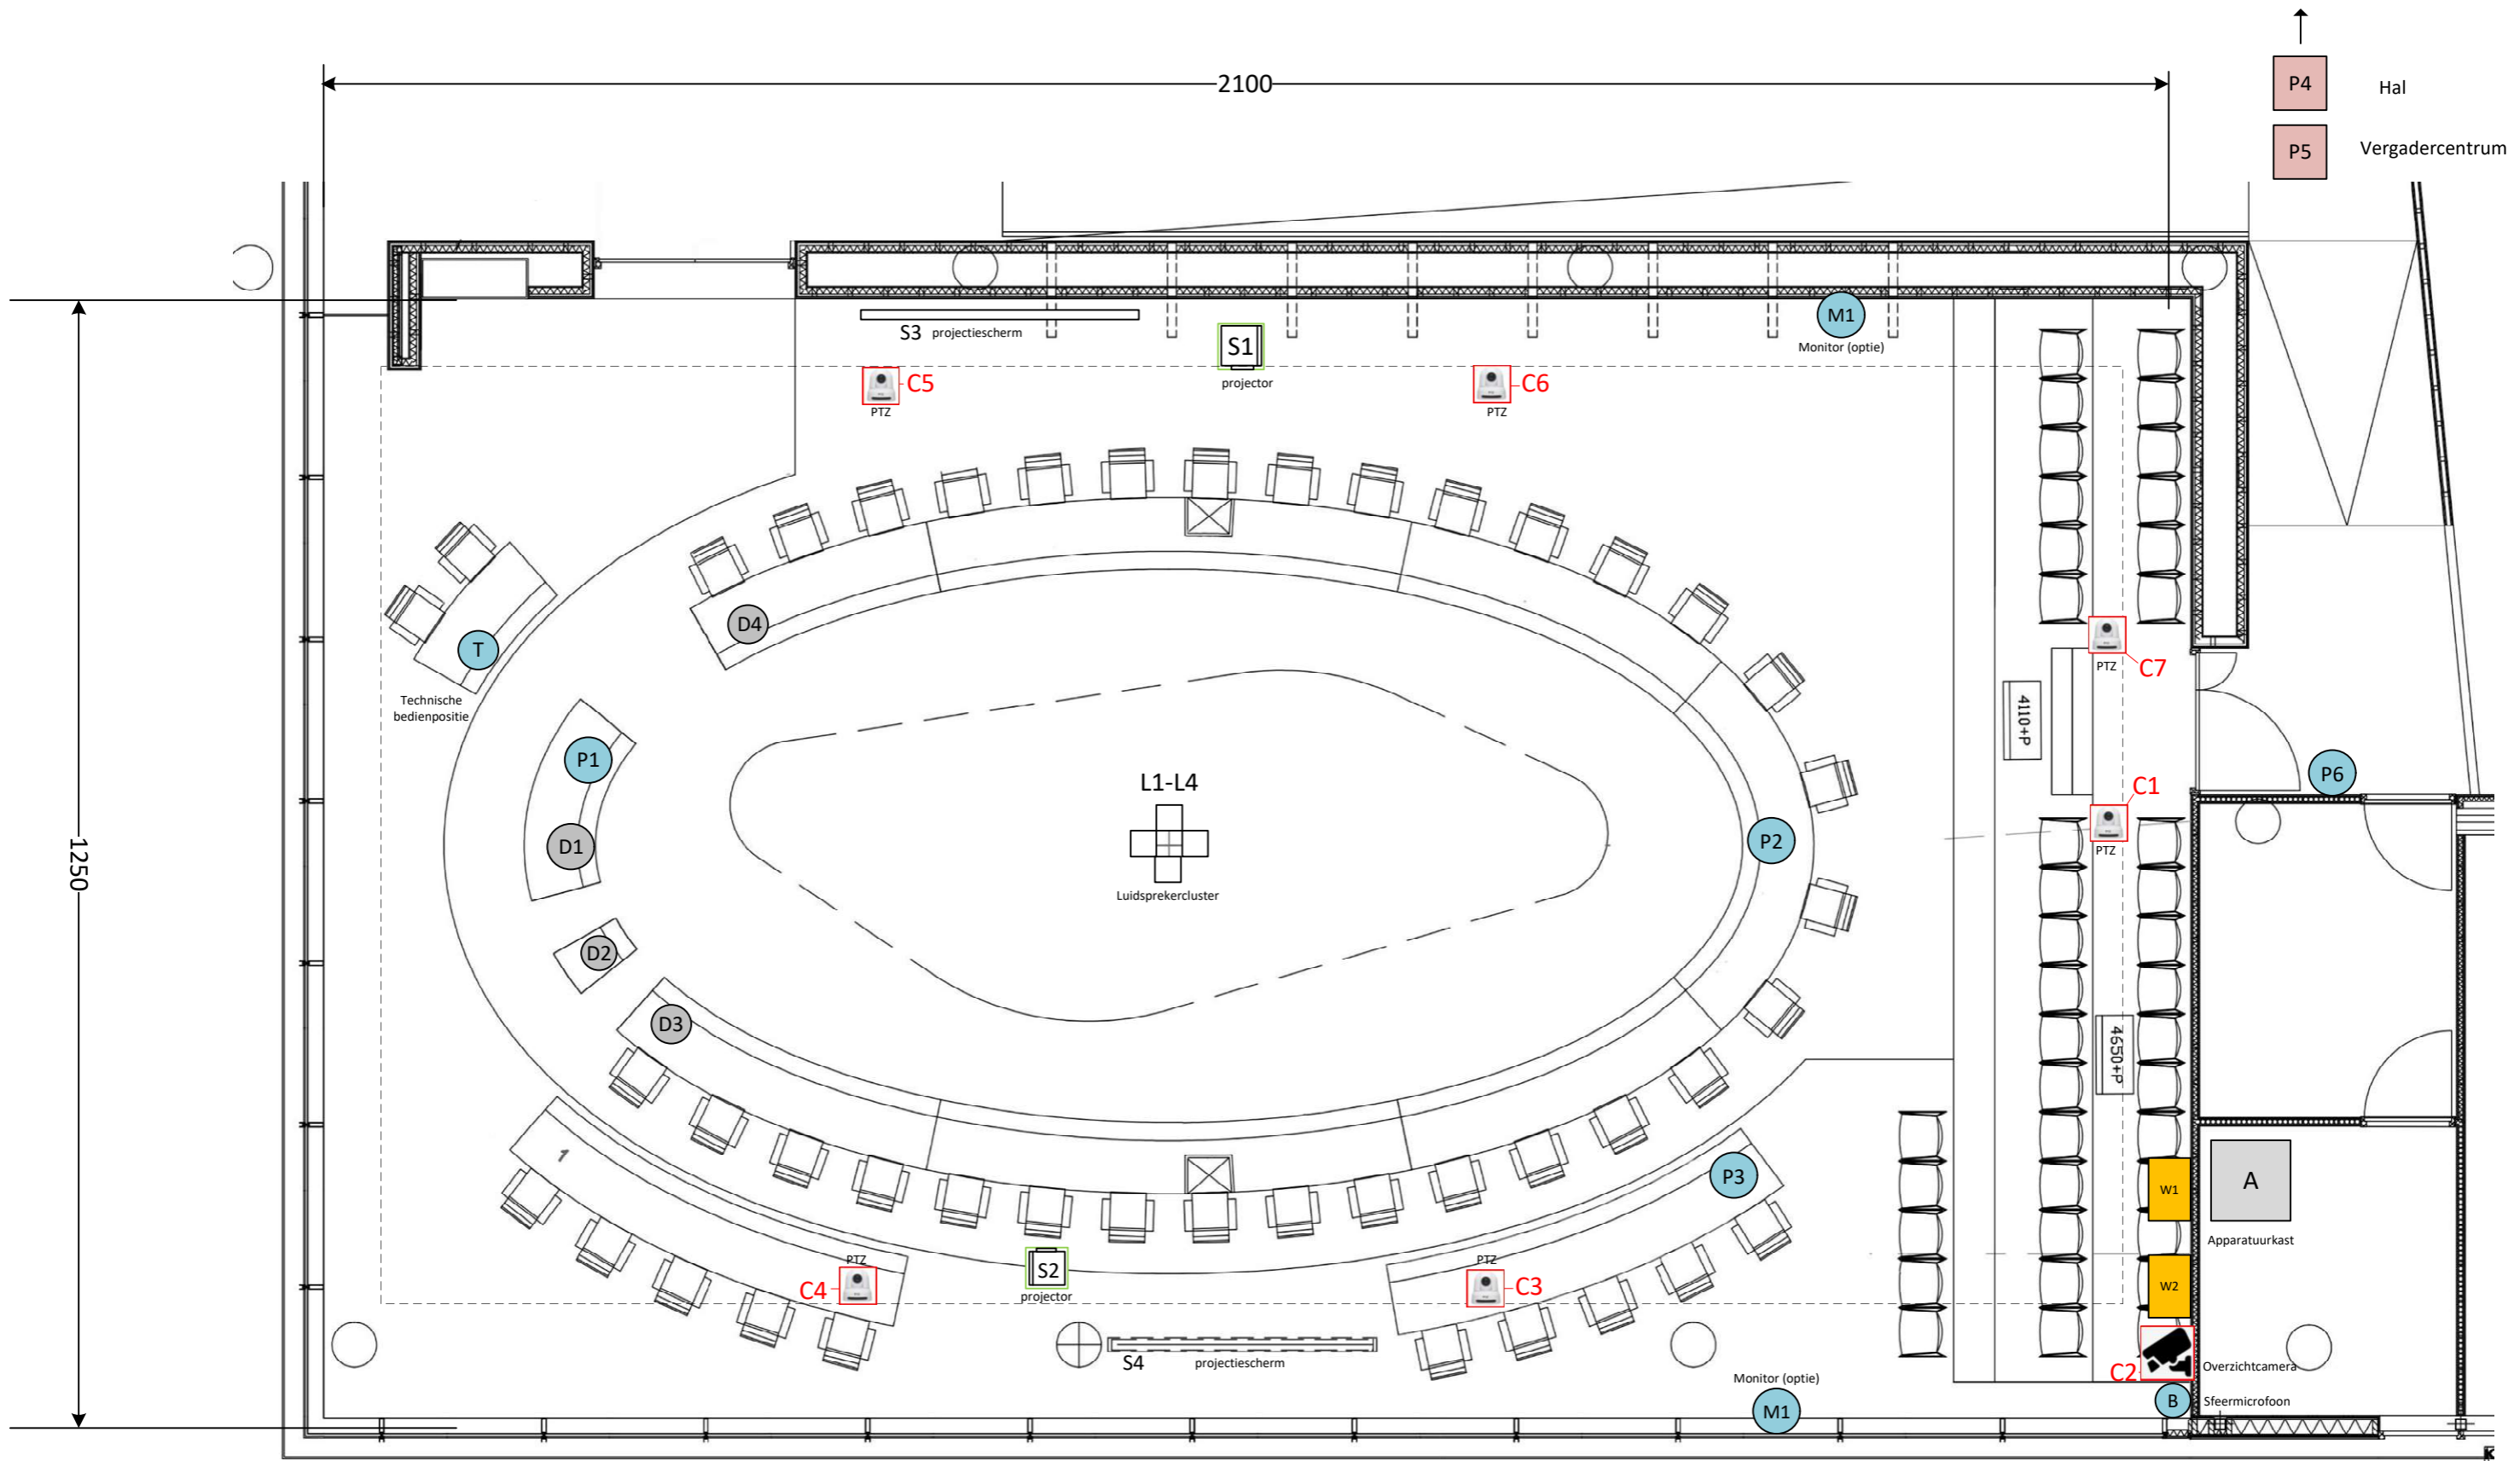 2100
P4
Hal
P5
Vergadercentrum
S3 projectiescherm
S1
projector
M1
Monitor (optie)
C5
PTZ
C6
PTZ
D4
T
Technische
bedienpositie
C7
PTZ
4110+P
P1
L1-L4
Luidsprekercluster
P2
P6
C1
PTZ
D1
1250
D2
D3
4650+P
1
P3
W1
A
Apparatuurkast
PTZ
C4
S2
projector
PTZ
C3
W2
S4
projectiescherm
C2
Overzichtcamera
Monitor (optie)
M1
B
Sfeermicrofoon